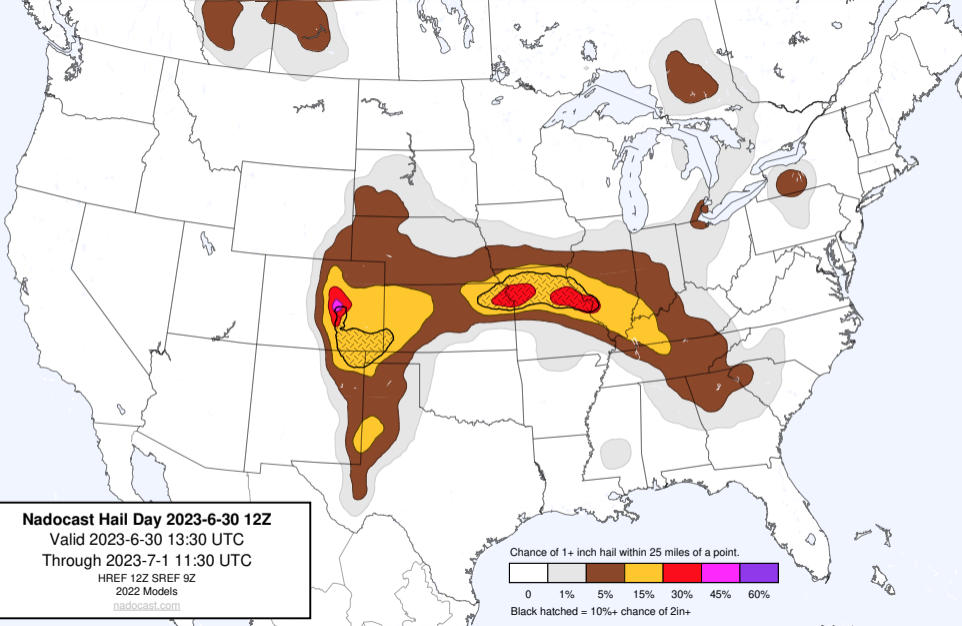 Nadocast Hail Day 2023-6-30 12Z
Valid 2023-6-30 13:30 UTC
Through 2023-7-1 11:30 UTC
HREF 12Z SREF 9Z
2022 Models
nadocast.com
Chance of 1+ inch hail within 25 miles of a point.
0 1% 5% 15% 30% 45% 60%
Black hatched = 10%+ chance of 2in+